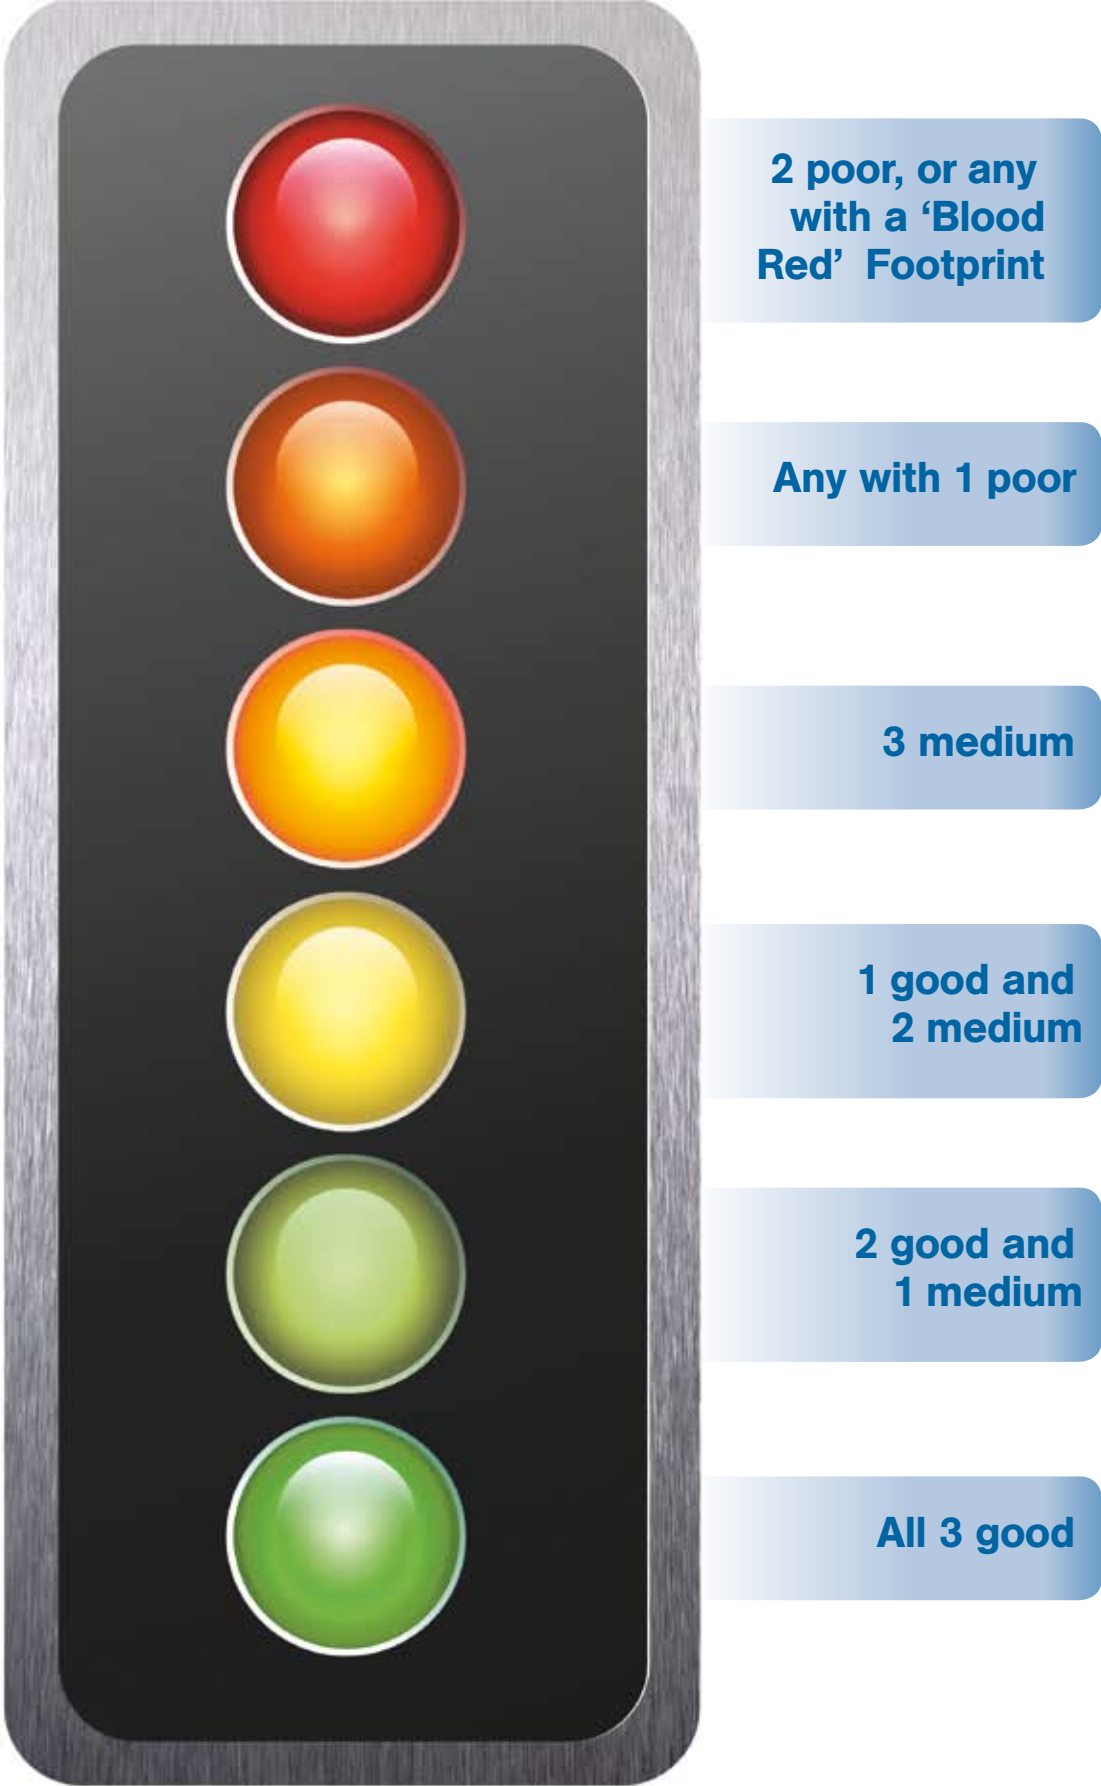 2 poor, or any
with a ‘Blood
Red’ Footprint
Any with 1 poor
3 medium
1 good and
2 medium
2 good and
1 medium
All 3 good